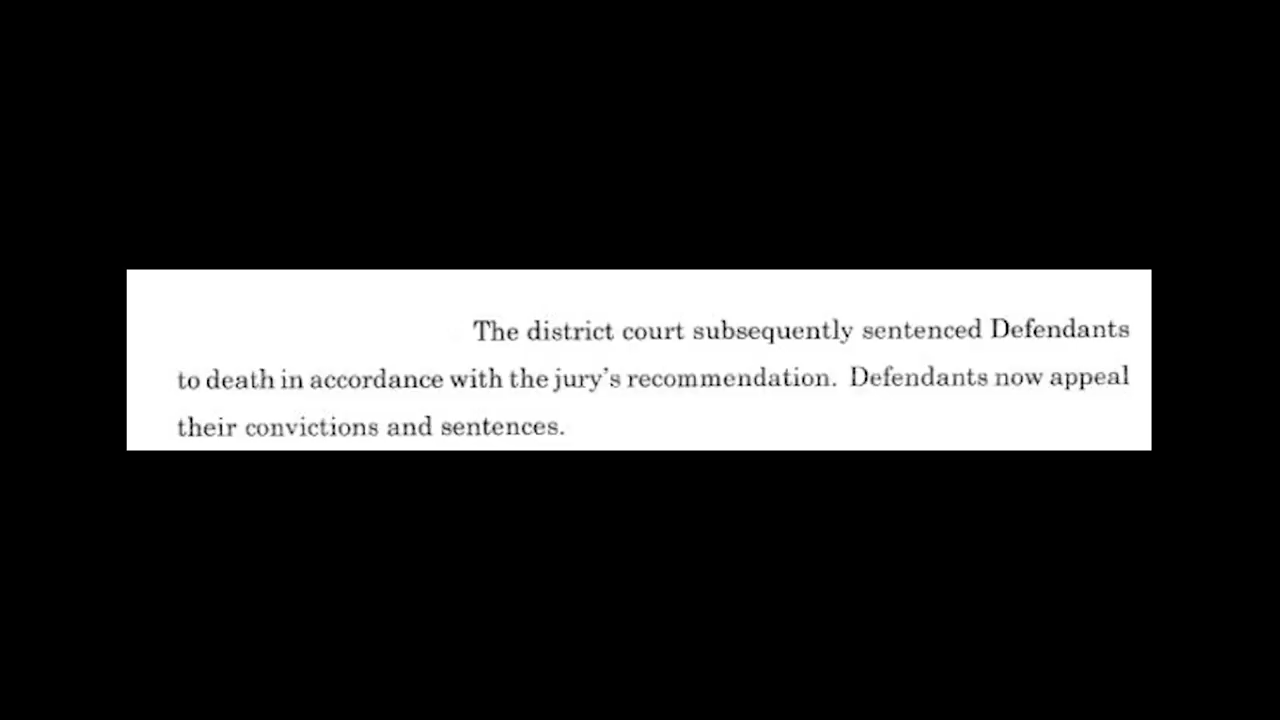 The district court subsequently sentenced Defendants
to death in accordance with the jury's recommendation. Defendants now appeal
their convictions and sentences.